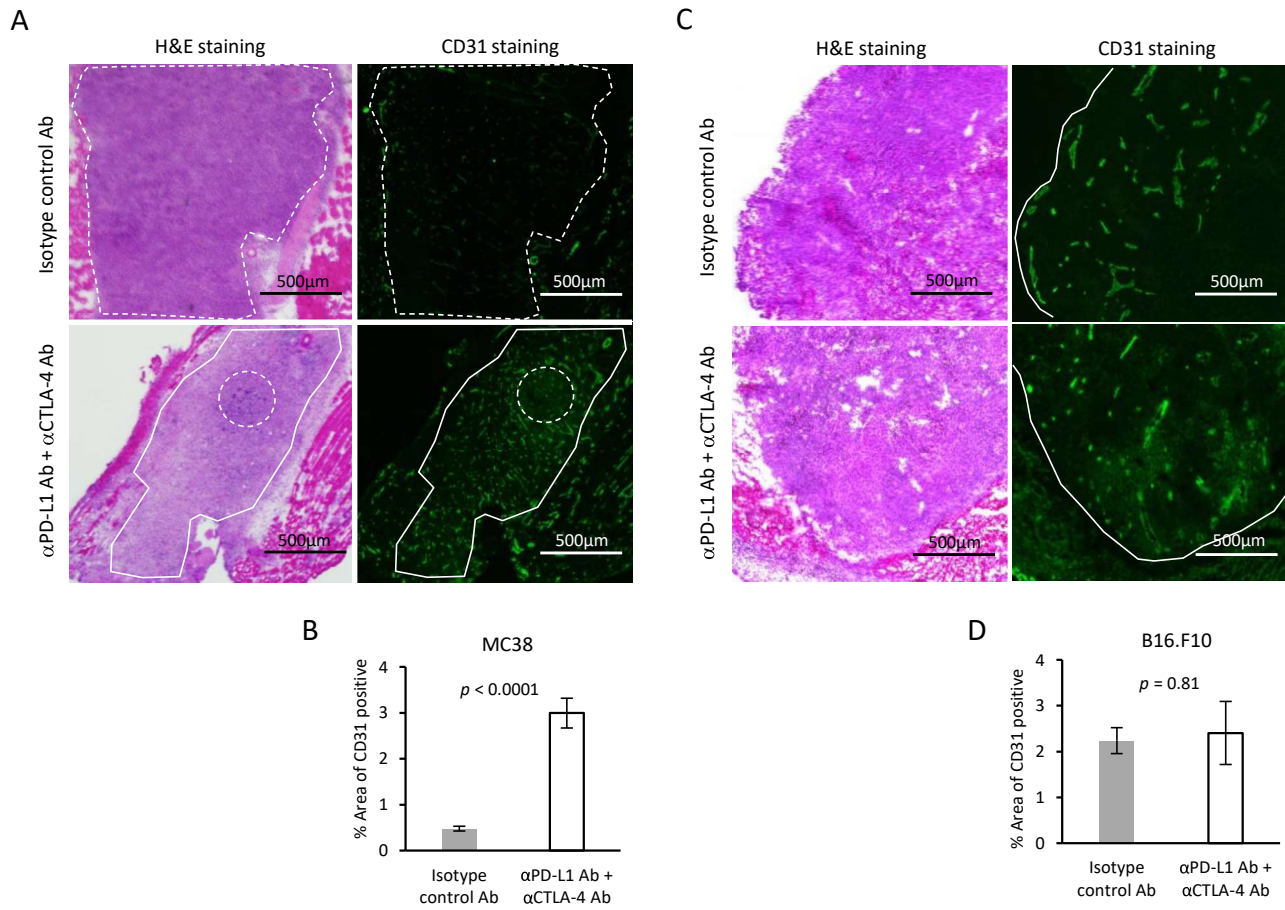 A
H&E staining
CD31 staining
Isotype control Ab
500µm
500µm
αPD-L1 Ab + αCTLA-4 Ab
500µm
500µm
B
MC38
% Area of CD31 positive
4
3
2
1
0
p < 0.0001
Isotype
control Ab
αPD-L1 Ab +
αCTLA-4 Ab
C
H&E staining
CD31 staining
Isotype control Ab
500µm
500µm
αPD-L1 Ab + αCTLA-4 Ab
500µm
500µm
D
B16.F10
% Area of CD31 positive
4
3
2
1
0
p = 0.81
Isotype
control Ab
αPD-L1 Ab +
αCTLA-4 Ab